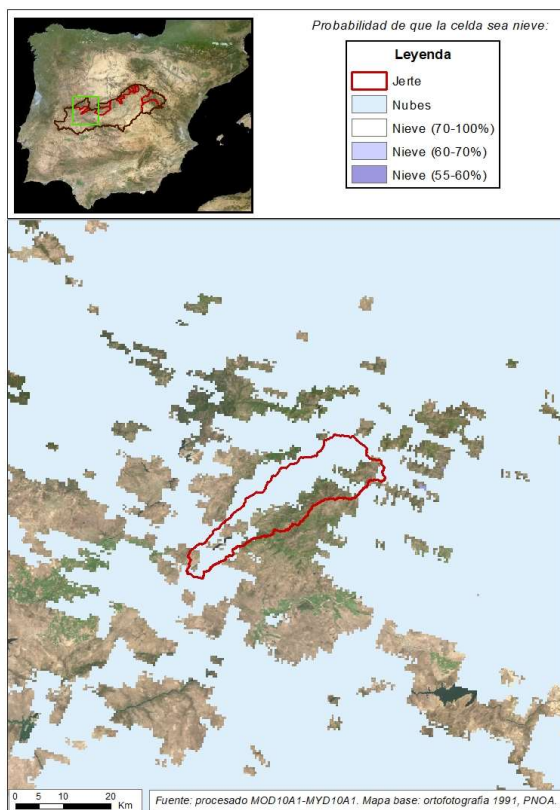 Probabilidad de que la celda sea nieve:
Leyenda
Jerte
Nubes
Nieve (70-100%)
Nieve (60-70%)
Nieve (55-60%)
0 5 10 20
Km
Fuente: procesado MOD10A1-MYD10A1. Mapa base: ortofotografía 1991, PNOA.